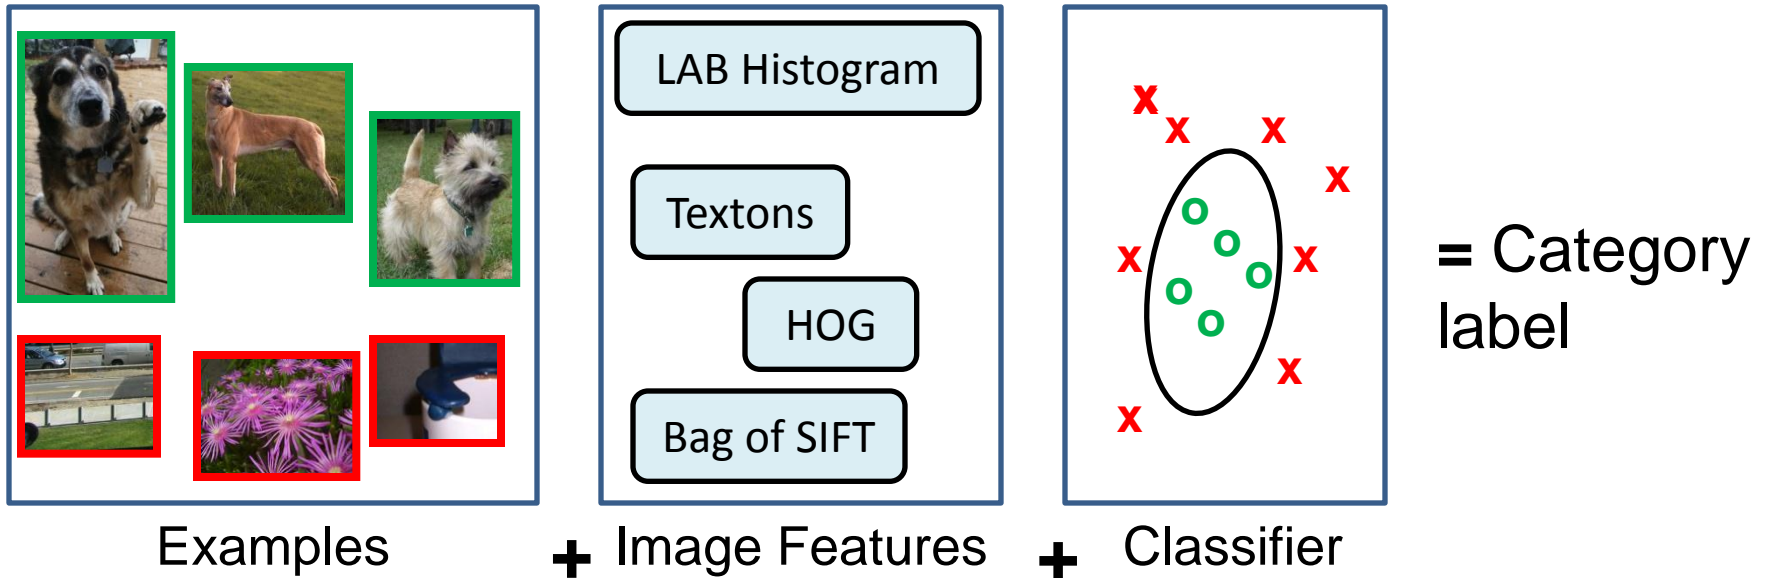 LAB Histogram
Textons
HOG
Bag of SIFT
x x
x x
x
o
o
x o x
o
o
x
x
= Category
label
Examples + Image Features + Classifier